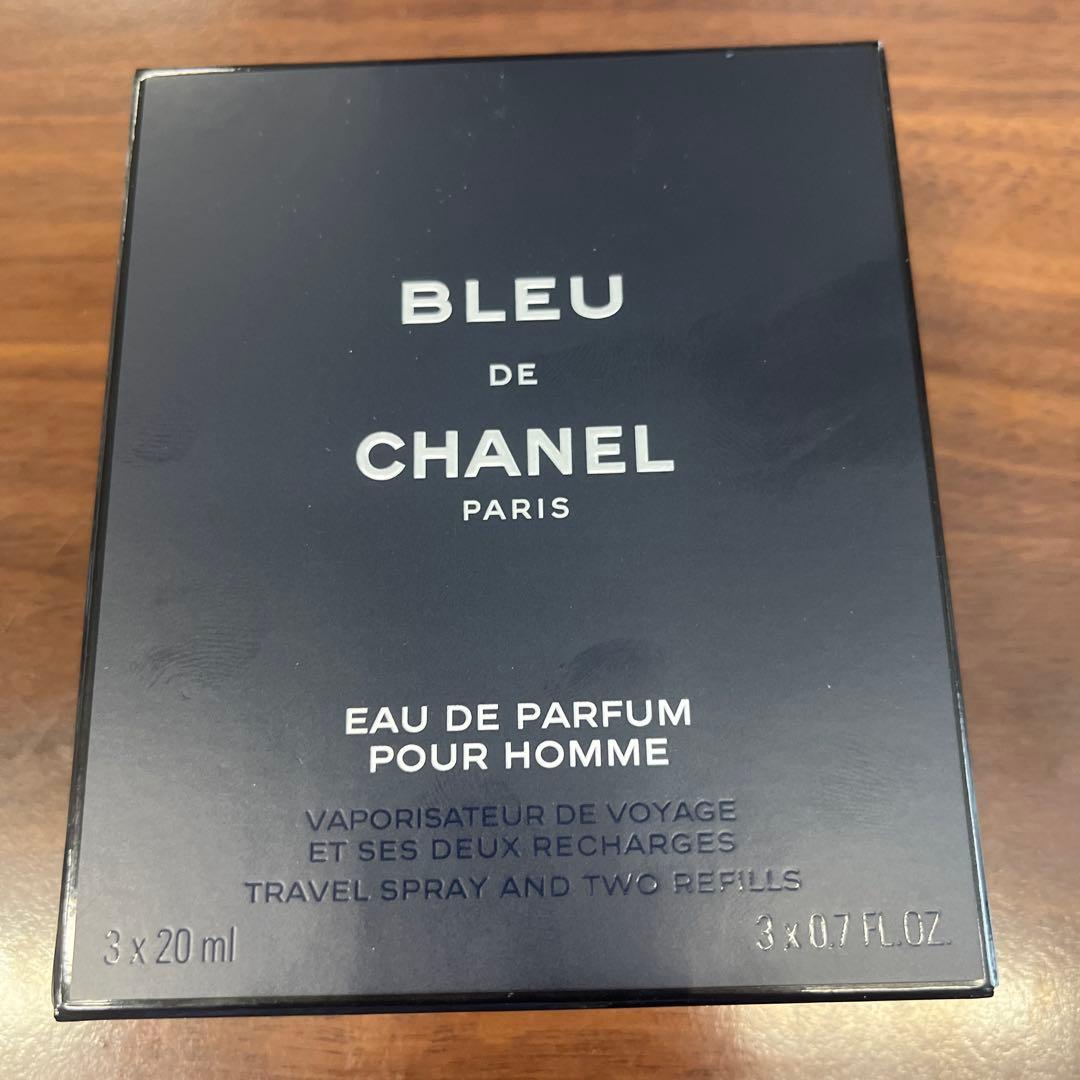 BLEU
DE
CHANEL
PARIS
EAU DE PARFUM
POUR HOMME
VAPORISATEUR DE VOYAGE
ET SES DEUX RECHARGES
TRAVEL SPRAY AND TWO REFILLS
3 x 20 ml
3 x 0.7 FL.OZ.